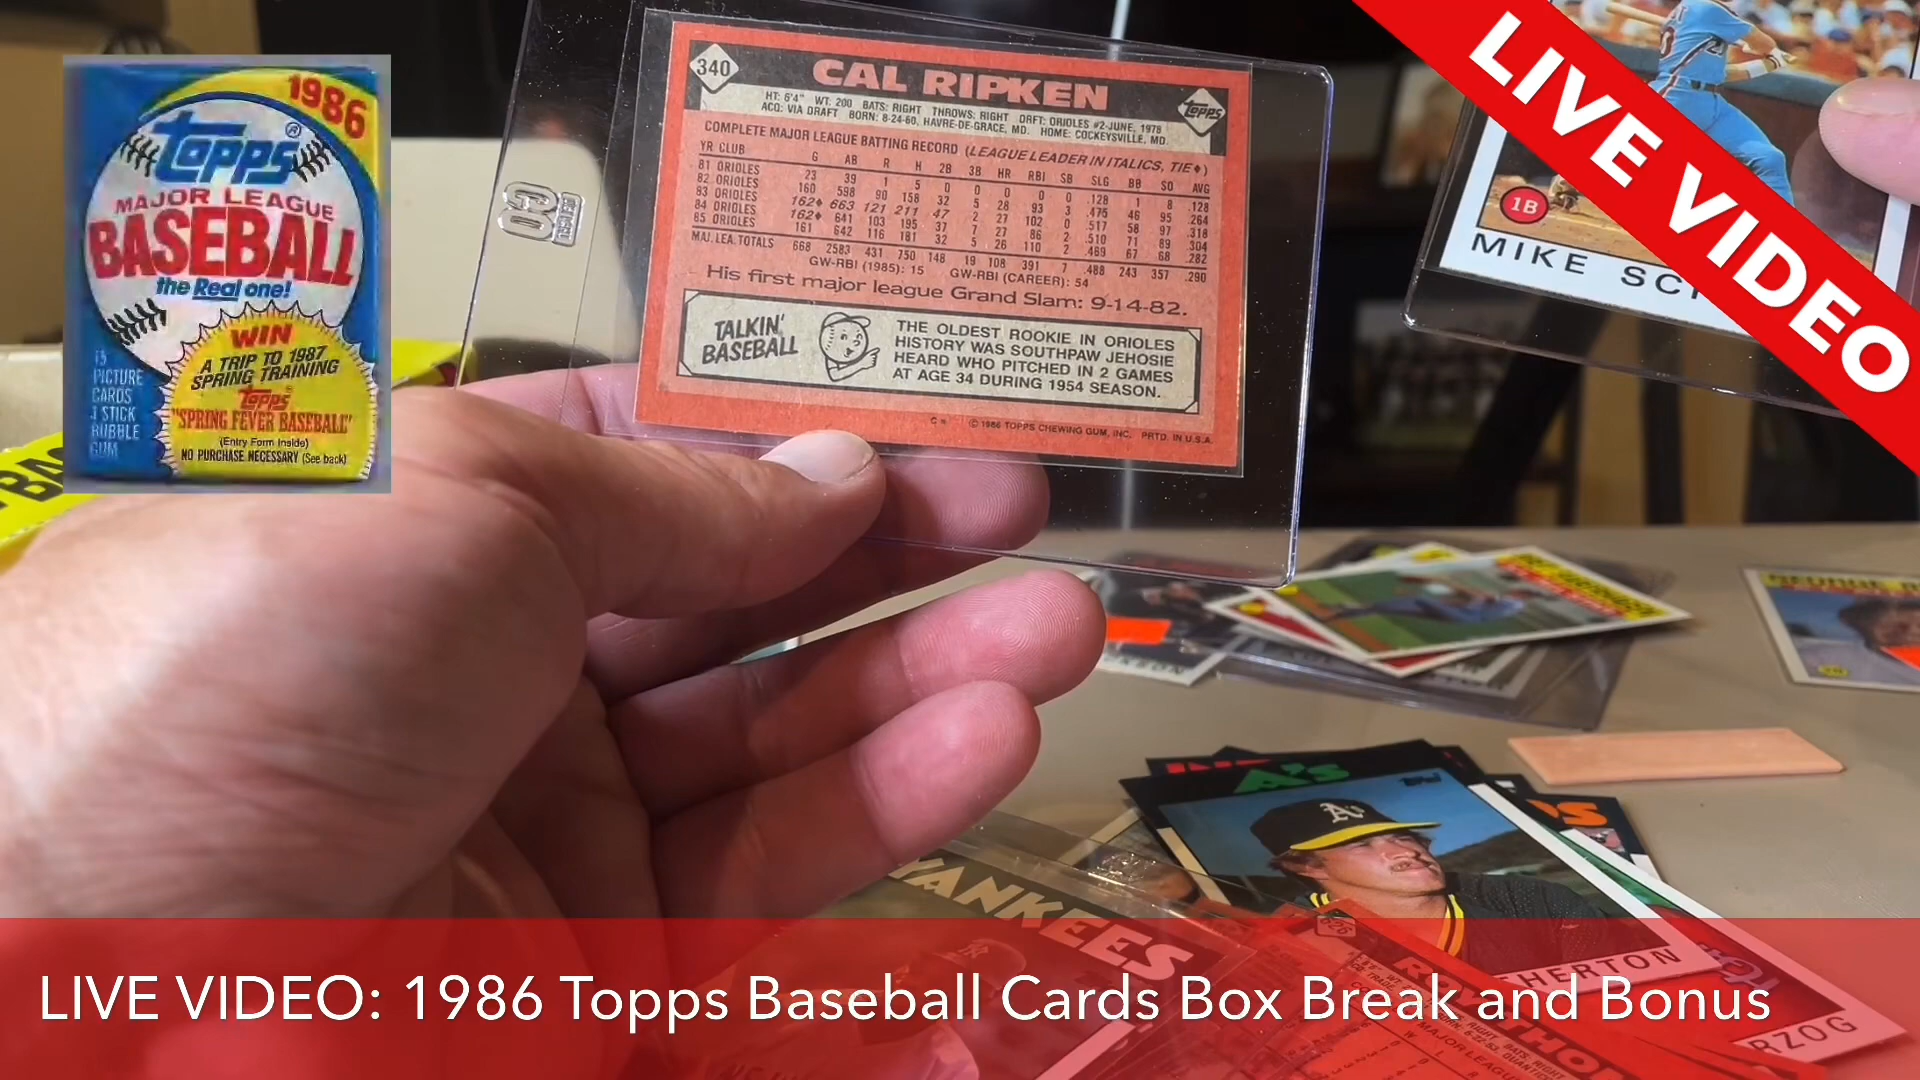 1986
Topps®
MAJOR LEAGUE
BASEBALL
the Real one!
WIN
A TRIP TO 1987
SPRING TRAINING
Topps
"SPRING FEVER BASEBALL"
(Entry Form Inside)
NO PURCHASE NECESSARY (See back)
15
PICTURE
CARDS
1 STICK
BUBBLE
GUM
340
CAL RIPKEN
Topps
HT: 6'4" WT: 200 BATS: RIGHT THROWS: RIGHT DRFT: ORIOLES #2-JUNE, 1978
ACQ: VIA DRAFT BORN: 8-24-60, HAVRE-DE-GRACE, MD. HOME: COCKEYSVILLE, MD.
COMPLETE MAJOR LEAGUE BATTING RECORD (LEAGUE LEADER IN ITALICS, TIE♦)
YR CLUB G AB R H 2B 3B HR RBI SB SLG BB SO AVG
81 ORIOLES 23 39 1 5 0 0 0 0 0 .128 1 8 .128
82 ORIOLES 160 598 90 158 32 5 28 93 3 .475 46 95 .264
83 ORIOLES 162♦ 663 121 211 47 2 27 102 0 .517 58 97 .318
84 ORIOLES 162♦ 641 103 195 37 7 27 86 2 .510 71 89 .304
85 ORIOLES 161 642 116 181 32 5 26 110 2 .469 67 68 .282
MAJ. LEA. TOTALS 668 2583 431 750 148 19 108 391 7 .488 243 357 .290
GW-RBI (1985): 15 GW-RBI (CAREER): 54
His first major league Grand Slam: 9-14-82.
TALKIN'
BASEBALL
THE OLDEST ROOKIE IN ORIOLES
HISTORY WAS SOUTHPAW JEHOSIE
HEARD WHO PITCHED IN 2 GAMES
AT AGE 34 DURING 1954 SEASON.
© 1986 TOPPS CHEWING GUM, INC. PRTD. IN U.S.A.
1B
MIKE SC
LIVE VIDEO
A's
topps
YANKEES
HERTON
RZOG
LIVE VIDEO: 1986 Topps Baseball Cards Box Break and Bonus